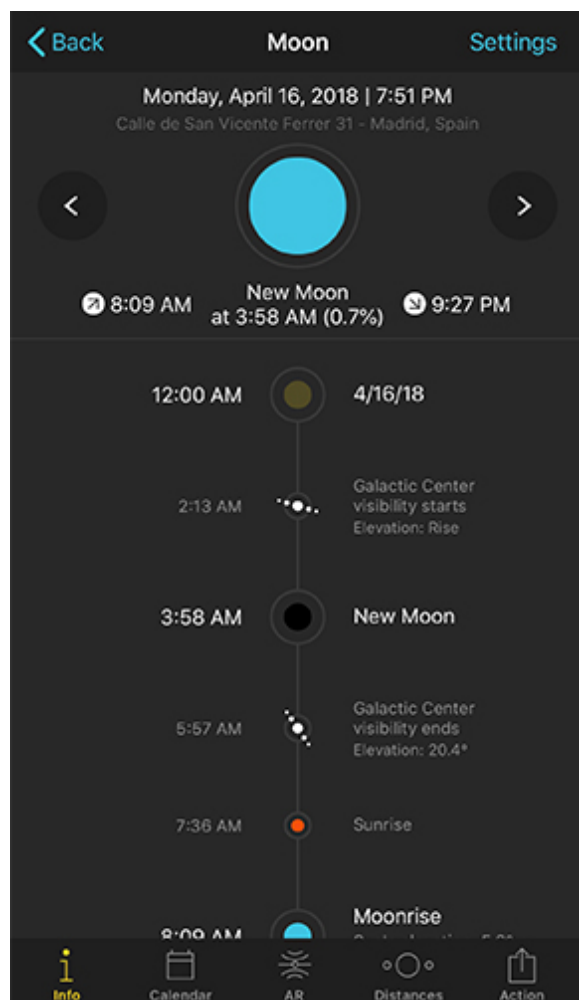 Back Moon Settings
Monday, April 16, 2018 | 7:51 PM
Calle de San Vicente Ferrer 31 - Madrid, Spain
8:09 AM
New Moon
at 3:58 AM (0.7%)
9:27 PM
12:00 AM 4/16/18
2:13 AM
Galactic Center
visibility starts
Elevation: Rise
3:58 AM New Moon
5:57 AM
Galactic Center
visibility ends
Elevation: 20.4°
7:36 AM Sunrise
8:09 AM Moonrise
Info Calendar AR Distances Action